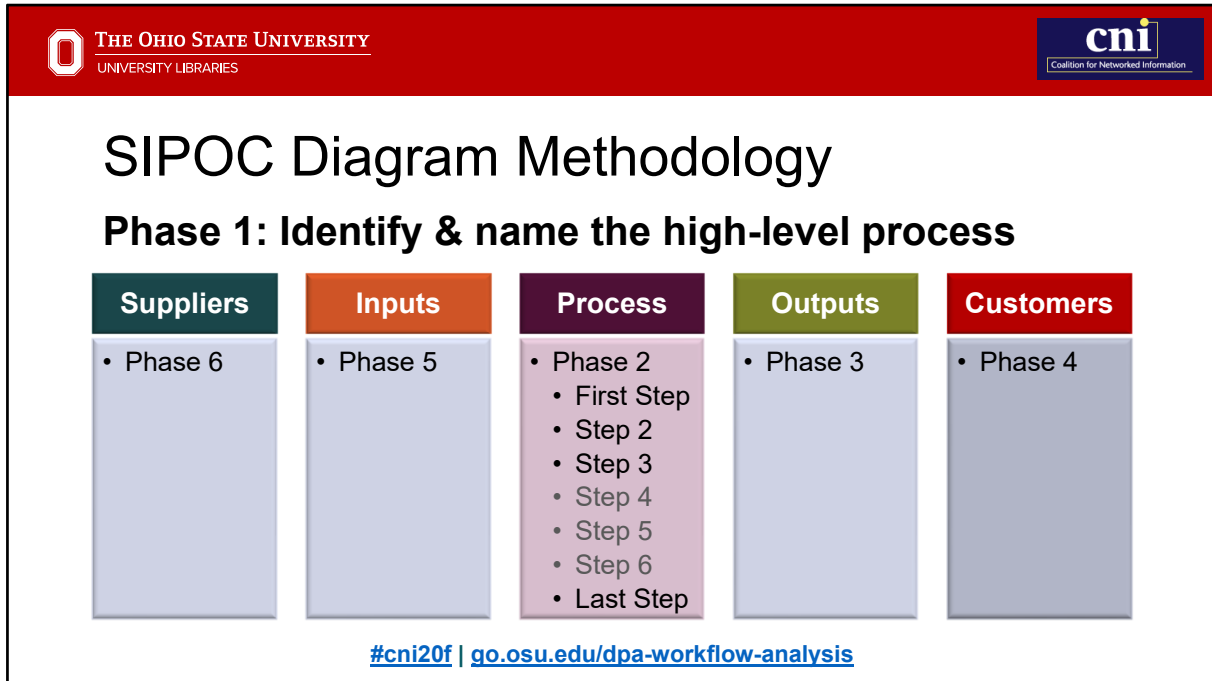 THE OHIO STATE UNIVERSITY
UNIVERSITY LIBRARIES
cni
Coalition for Networked Information
SIPOC Diagram Methodology
Phase 1: Identify & name the high-level process
Suppliers
• Phase 6
Inputs
• Phase 5
Process
• Phase 2
• First Step
• Step 2
• Step 3
• Step 4
• Step 5
• Step 6
• Last Step
Outputs
• Phase 3
Customers
• Phase 4
#cni20f | go.osu.edu/dpa-workflow-analysis